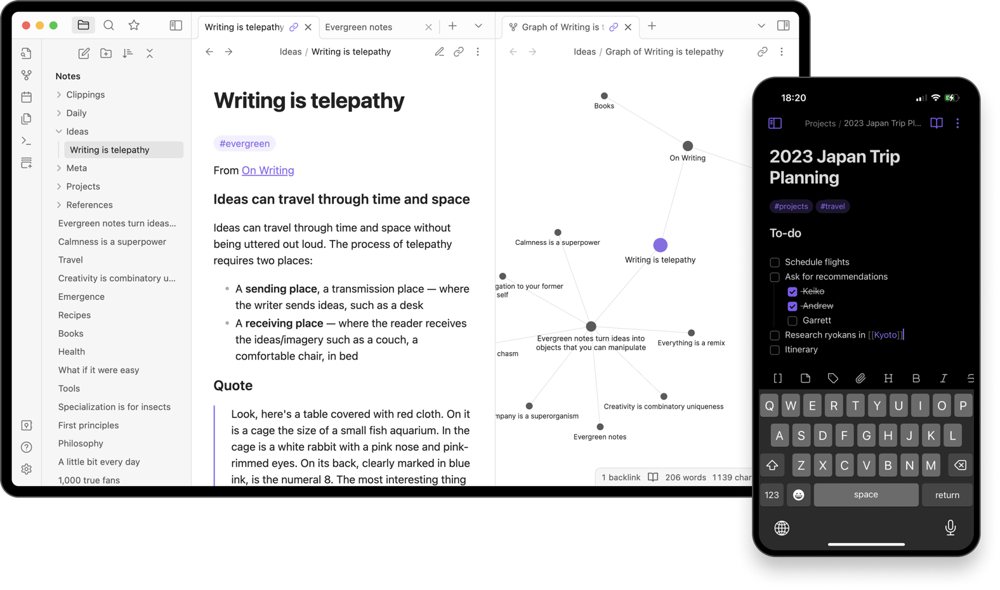 Writing is telepathy
Evergreen notes
Graph of Writing is t
Ideas / Writing is telepathy
Ideas / Graph of Writing is telepathy
Notes
Clippings
Daily
Ideas
Writing is telepathy
Meta
Projects
References
Evergreen notes turn ideas...
Calmness is a superpower
Travel
Creativity is combinatory u...
Emergence
Recipes
Books
Health
What if it were easy
Tools
Specialization is for insects
First principles
Philosophy
A little bit every day
1,000 true fans
Writing is telepathy
#evergreen
From On Writing
Ideas can travel through time and space
Ideas can travel through time and space without
being uttered out loud. The process of telepathy
requires two places:
A sending place, a transmission place — where
the writer sends ideas, such as a desk
A receiving place — where the reader receives
the ideas/imagery such as a couch, a
comfortable chair, in bed
Quote
Look, here's a table covered with red cloth. On it
is a cage the size of a small fish aquarium. In the
cage is a white rabbit with a pink nose and pink-
rimmed eyes. On its back, clearly marked in blue
ink, is the numeral 8. The most interesting thing
Books
On Writing
Calmness is a superpower
Writing is telepathy
gation to your former
self
Evergreen notes turn ideas into
objects that you can manipulate
Everything is a remix
chasm
Creativity is combinatory uniqueness
mpany is a superorganism
Evergreen notes
1 backlink 206 words 1139 char
18:20
Projects / 2023 Japan Trip Pl...
2023 Japan Trip
Planning
#projects #travel
To-do
Schedule flights
Ask for recommendations
Keiko
Andrew
Garrett
Research ryokans in [[Kyoto]]
Itinerary
[] H B I S
Q W E R T Y U I O P
A S D F G H J K L
Z X C V B N M
123 space return